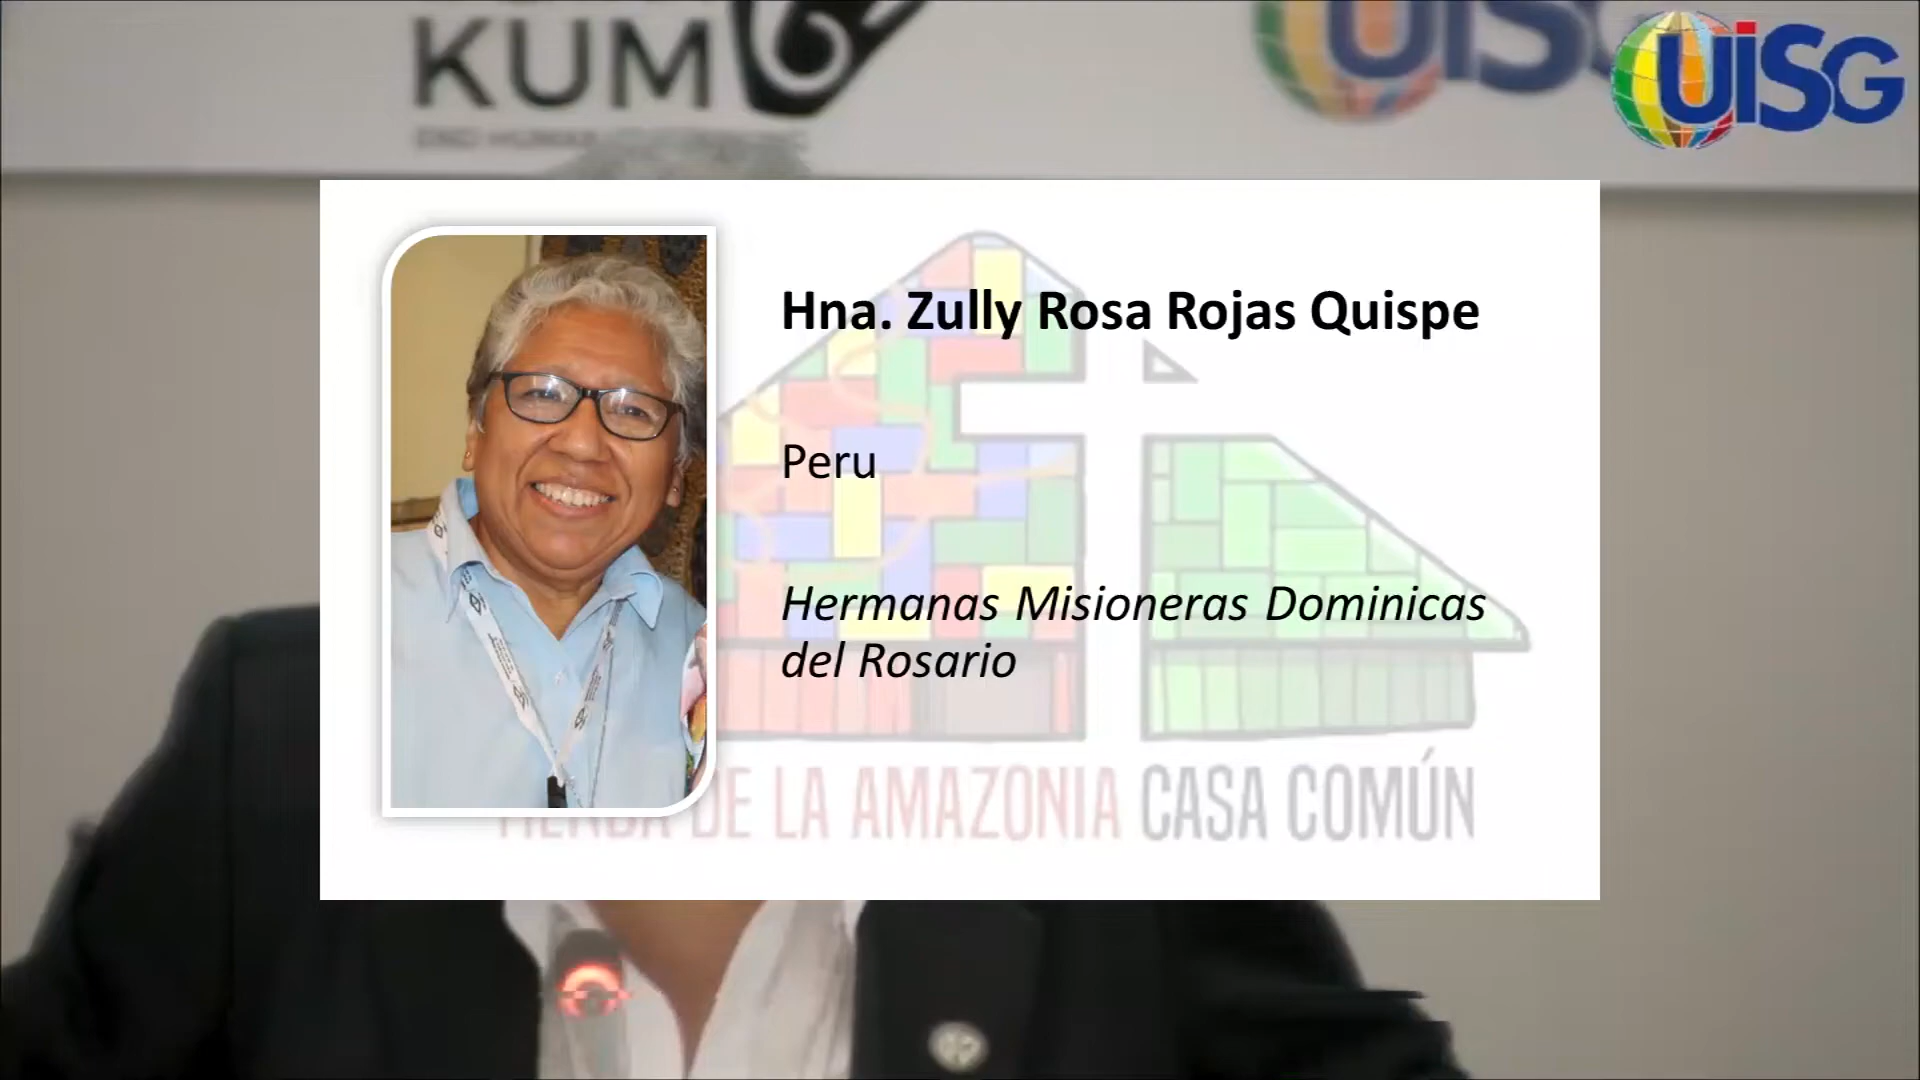 KUM
UISG
UISG
Hna. Zully Rosa Rojas Quispe
Peru
Hermanas Misioneras Dominicas
del Rosario
TIENDA DE LA AMAZONIA CASA COMÚN